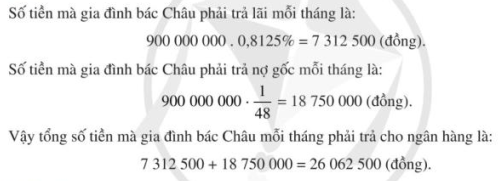 Số tiền mà gia đình bác Châu phải trả lãi mỗi tháng là:
900 000 000 . 0,8125% = 7 312 500 (đồng).
Số tiền mà gia đình bác Châu phải trả nợ gốc mỗi tháng là:
900 000 000 · 1/48 = 18 750 000 (đồng).
Vậy tổng số tiền mà gia đình bác Châu mỗi tháng phải trả cho ngân hàng là:
7 312 500 + 18 750 000 = 26 062 500 (đồng).